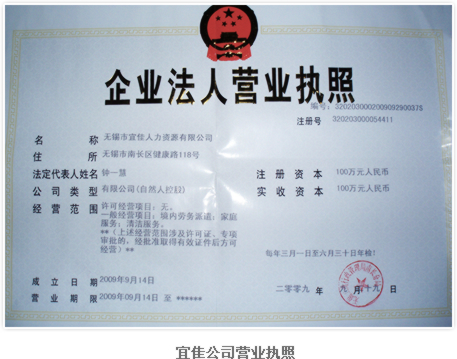 企业法人营业执照
编号:320203000200909290037S
注册号 320203000054411
名称 无锡市宜佳人力资源有限公司
住所 无锡市南长区健康路118号
法定代表人姓名 钟一慧
注册资本 100万元人民币
公司类型 有限公司(自然人控股)
实收资本 100万元人民币
经营范围 许可经营项目:无。
一般经营项目:境内劳务派遣;家庭
服务;清洁服务。
**(上述经营范围涉及许可证、专项
审批的,经批准取得有效证件后方可
经营)**
每年三月一日至六月三十日年检!
成立日期 2009年9月14日
营业期限 2009年09月14日 至 ******
二零零九年 九月 十九日
宜佳公司营业执照